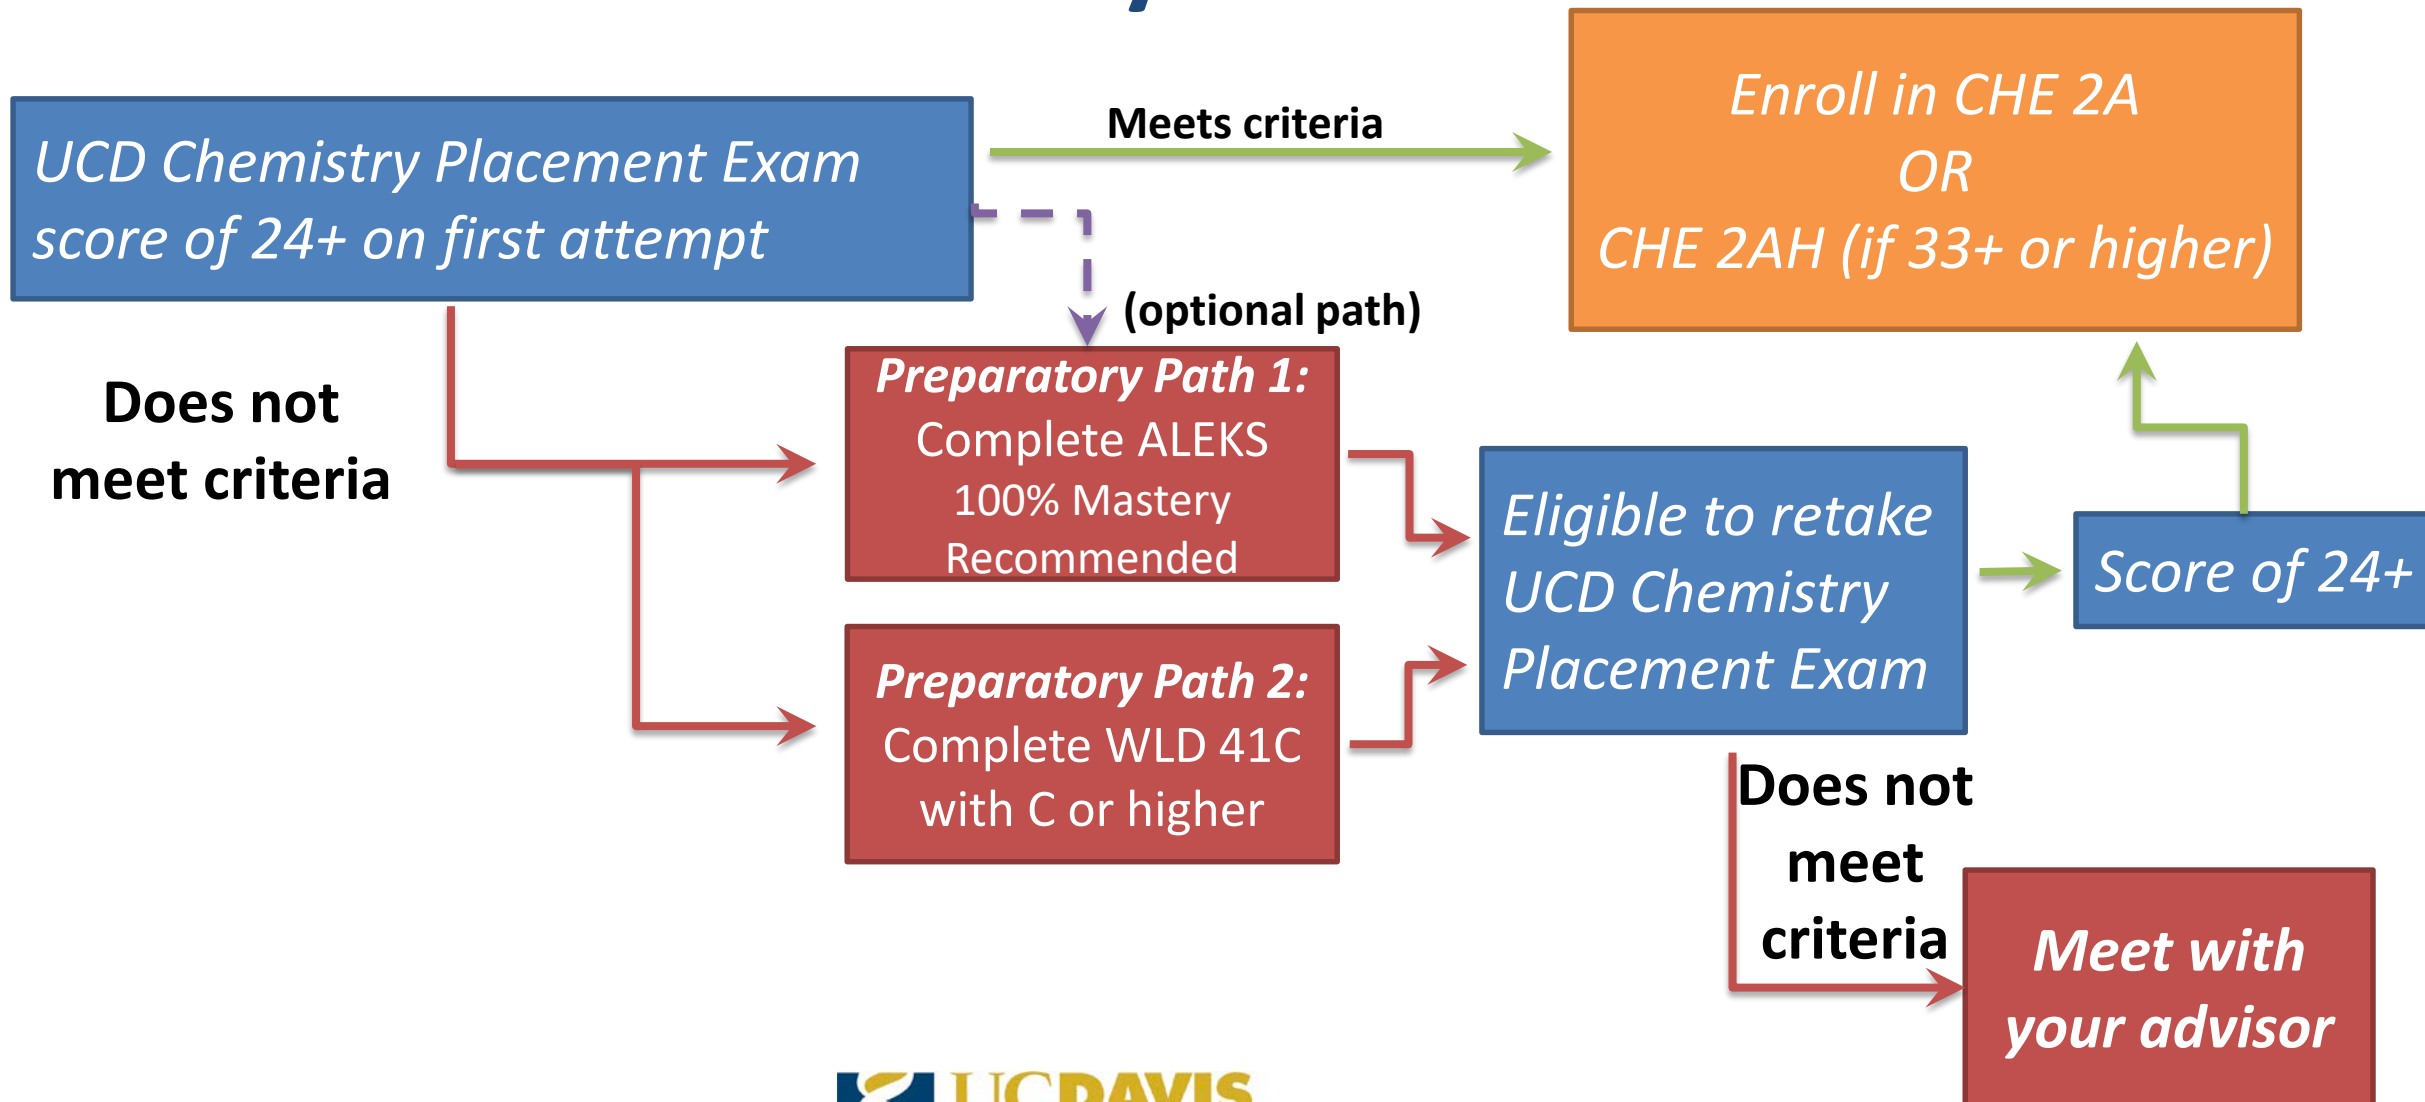 UCD Chemistry Placement Exam
score of 24+ on first attempt
Meets criteria
Enroll in CHE 2A
OR
CHE 2AH (if 33+ or higher)
(optional path)
Does not
meet criteria
Preparatory Path 1:
Complete ALEKS
100% Mastery
Recommended
Preparatory Path 2:
Complete WLD 41C
with C or higher
Eligible to retake
UCD Chemistry
Placement Exam
Score of 24+
Does not
meet
criteria
Meet with
your advisor
UCDAVIS